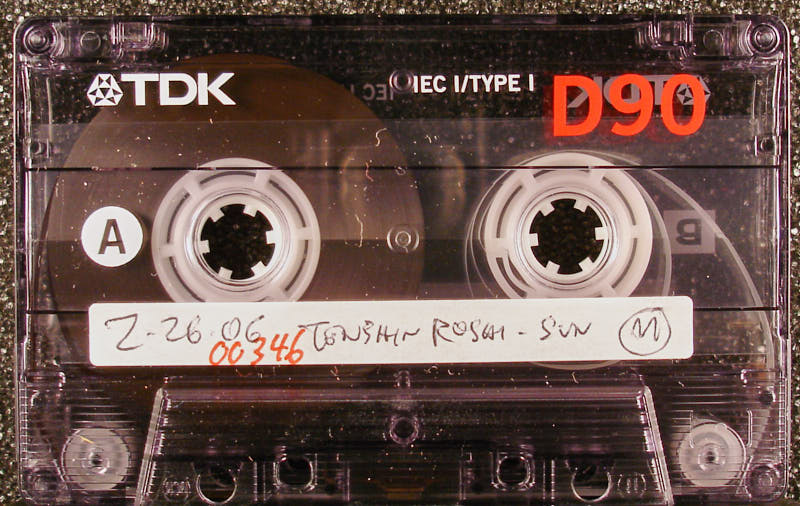 TDK IEC I/TYPE I D90
A B
2-26-06 TENSHIN ROSHI - SUN M
00346